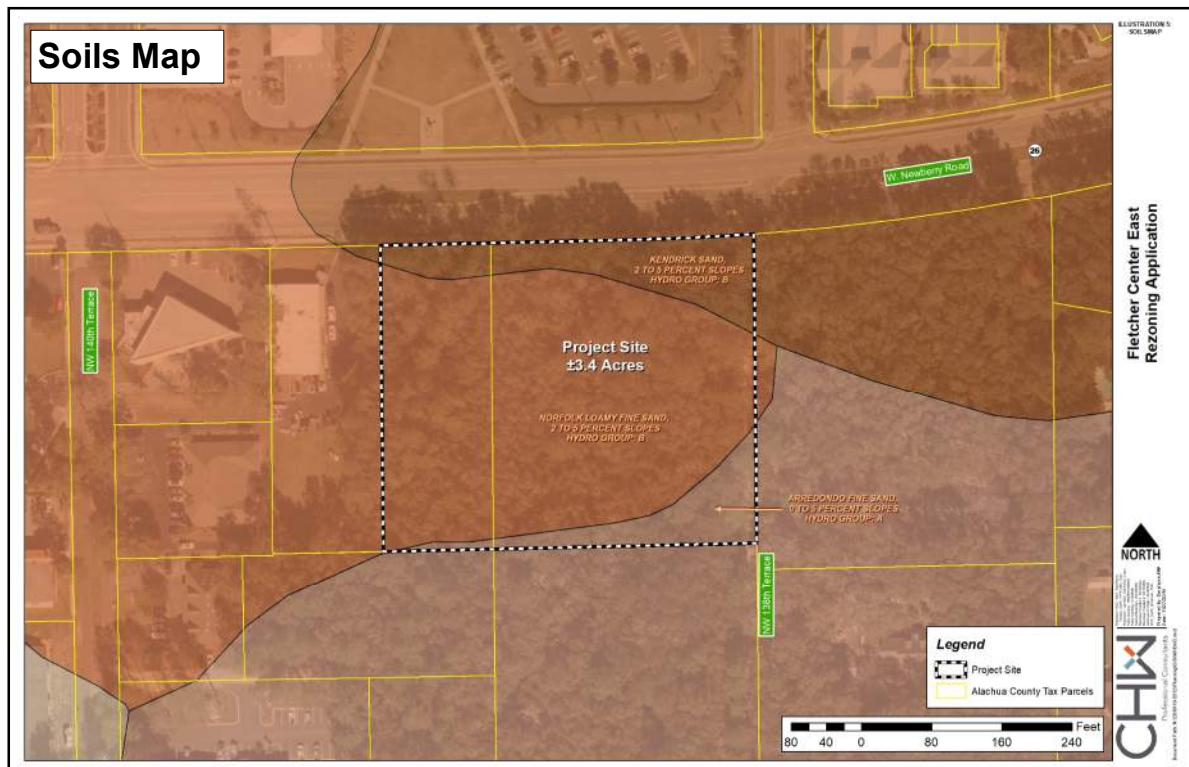 Soils Map
ILLUSTRATION 5:
SOILS MAP
26
W. Newberry Road
KENDRICK SAND,
2 TO 5 PERCENT SLOPES
HYDRO GROUP: B
NW 140th Terrace
Project Site
±3.4 Acres
NORFOLK LOAMY FINE SAND,
2 TO 5 PERCENT SLOPES
HYDRO GROUP: B
ARREDONDO FINE SAND,
0 TO 5 PERCENT SLOPES
HYDRO GROUP: A
NW 138th Terrace
Fletcher Center East
Rezoning Application
NORTH
Legend
Project Site
Alachua County Tax Parcels
Feet
80 40 0 80 160 240
CHW
Professional Consultants